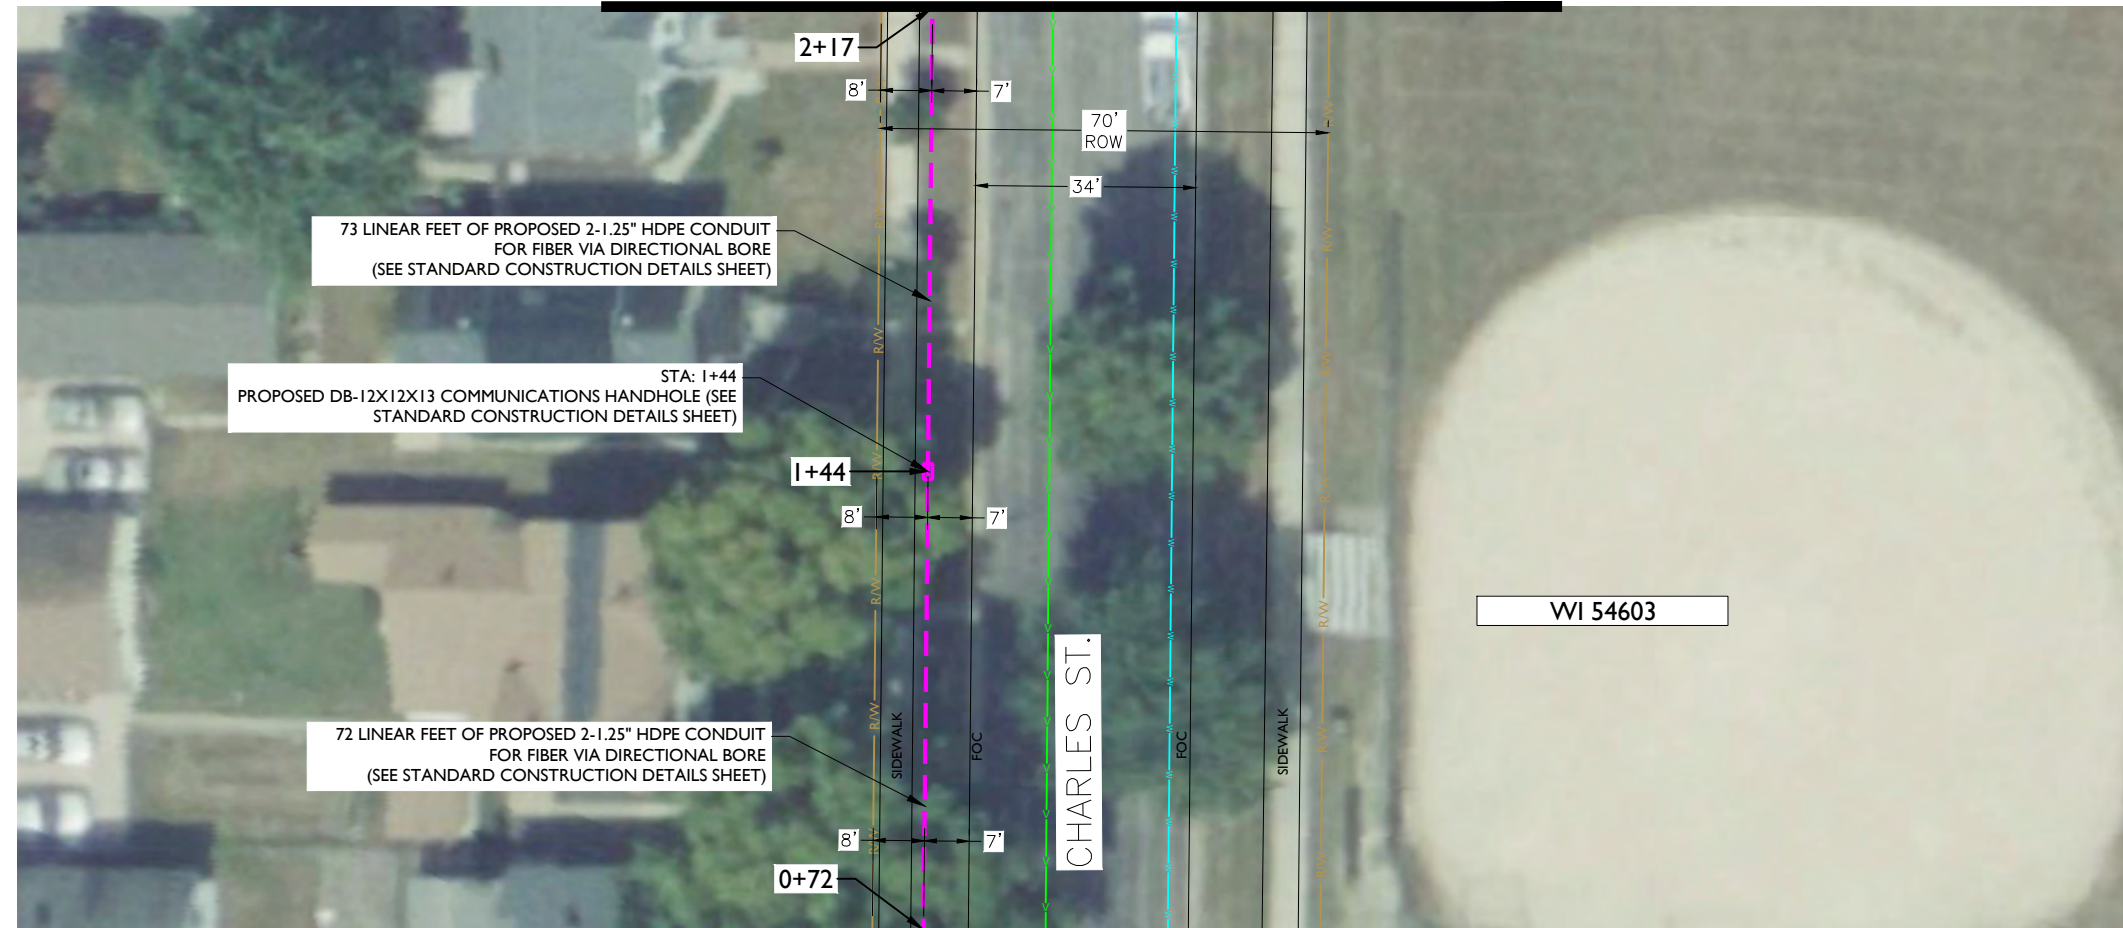 2+17
8'
7'
70'
ROW
34'
73 LINEAR FEET OF PROPOSED 2-1.25" HDPE CONDUIT
FOR FIBER VIA DIRECTIONAL BORE
(SEE STANDARD CONSTRUCTION DETAILS SHEET)
R/W
R/W
R/W
R/W
R/W
STA: 1+44
PROPOSED DB-12X12X13 COMMUNICATIONS HANDHOLE (SEE
STANDARD CONSTRUCTION DETAILS SHEET)
1+44
R/W
R/W
8'
7'
R/W
R/W
WI 54603
CHARLES ST.
R/W
R/W
SIDEWALK
FOC
FOC
SIDEWALK
72 LINEAR FEET OF PROPOSED 2-1.25" HDPE CONDUIT
FOR FIBER VIA DIRECTIONAL BORE
(SEE STANDARD CONSTRUCTION DETAILS SHEET)
8'
7'
R/W
R/W
0+72